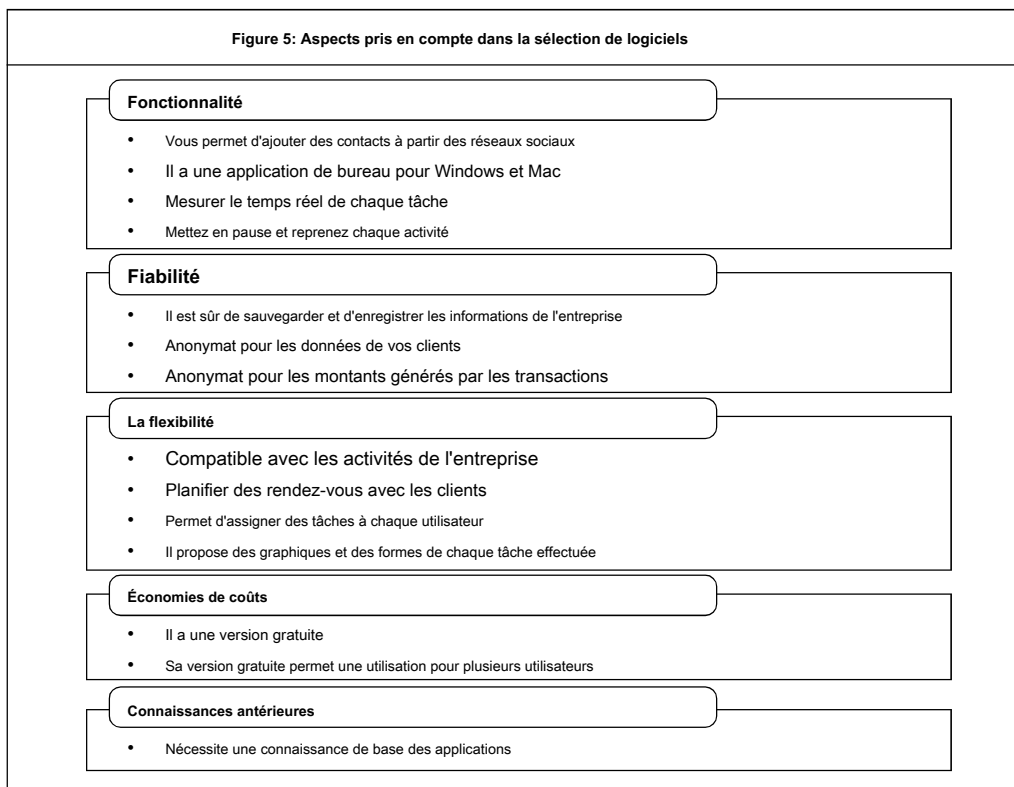 Figure 5: Aspects pris en compte dans la sélection de logiciels
Fonctionnalité
• Vous permet d'ajouter des contacts à partir des réseaux sociaux
• Il a une application de bureau pour Windows et Mac
• Mesurer le temps réel de chaque tâche
• Mettez en pause et reprenez chaque activité
Fiabilité
• Il est sûr de sauvegarder et d'enregistrer les informations de l'entreprise
• Anonymat pour les données de vos clients
• Anonymat pour les montants générés par les transactions
La flexibilité
• Compatible avec les activités de l'entreprise
• Planifier des rendez-vous avec les clients
• Permet d'assigner des tâches à chaque utilisateur
• Il propose des graphiques et des formes de chaque tâche effectuée
Économies de coûts
• Il a une version gratuite
• Sa version gratuite permet une utilisation pour plusieurs utilisateurs
Connaissances antérieures
• Nécessite une connaissance de base des applications